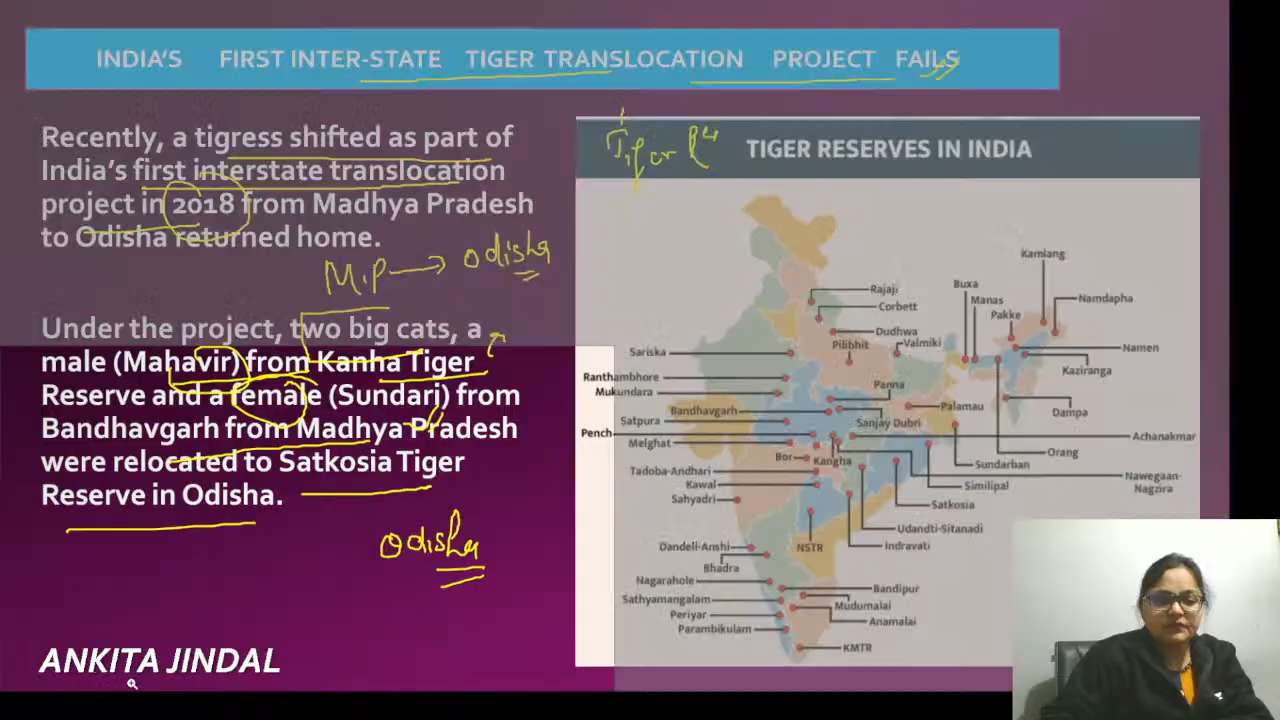 INDIA'S FIRST INTER-STATE TIGER TRANSLOCATION PROJECT FAILS
Recently, a tigress shifted as part of
India's first interstate translocation
project in 2018 from Madhya Pradesh
to Odisha returned home.
M.P → Odisha
Under the project, two big cats, a
male (Mahavir) from Kanha Tiger
Reserve and a female (Sundari) from
Bandhavgarh from Madhya Pradesh
were relocated to Satkosia Tiger
Reserve in Odisha.
Odisha
ANKITA JINDAL
Tiger
TIGER RESERVES IN INDIA
Kamlang
Buxa
Rajaji
Manas
Namdapha
Corbett
Pakke
Dudhwa
Valmiki
Pilibhit
Namen
Sariska
Kaziranga
Ranthambhore
Panna
Mukundara
Palamau
Dampa
Bandhavgarh
Satpura
Sanjay Dubri
Pench
Achanakmar
Melghat
Orang
Bor
Kangha
Sundarban
Tadoba-Andhari
Nawegaan-
Nagzira
Kawal
Similipal
Sahyadri
Satkosia
Udandti-Sitanadi
Dandeli-Anshi
NSTR
Indravati
Bhadra
Nagarahole
Bandipur
Sathyamangalam
Mudumalai
Periyar
Anamalai
Parambikulam
KMTR